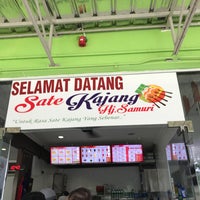 SELAMAT DATANG
Sate Kajang
Hj. Samuri
"Untuk Rasa Sate Kajang Yang Sebenar.."